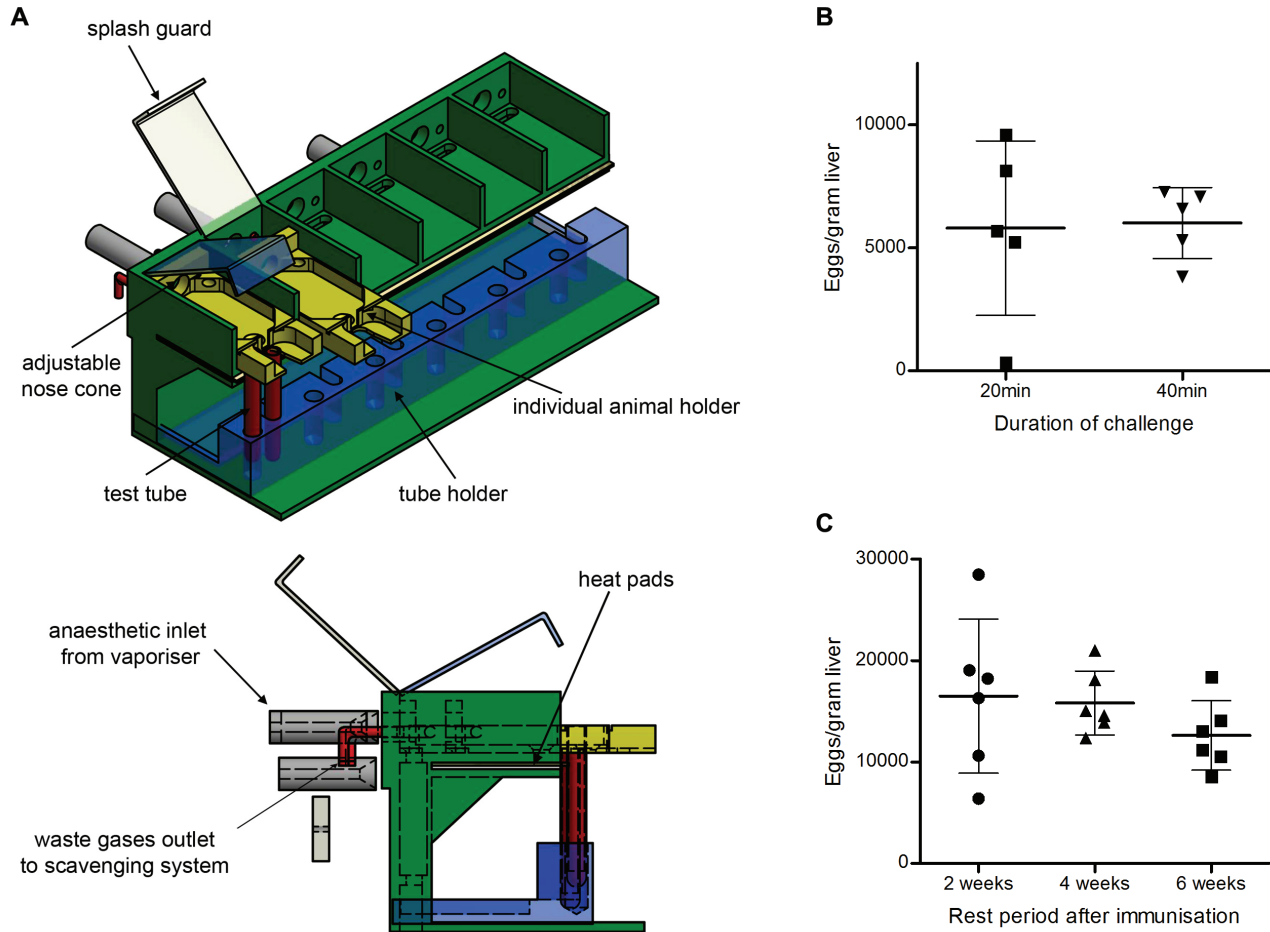 A
splash guard
adjustable
nose cone
individual animal holder
test tube
tube holder
heat pads
anaesthetic inlet
from vaporiser
waste gases outlet
to scavenging system
B
Eggs/gram liver
10000
5000
0
20min
40min
Duration of challenge
C
Eggs/gram liver
30000
20000
10000
0
2 weeks
4 weeks
6 weeks
Rest period after immunisation